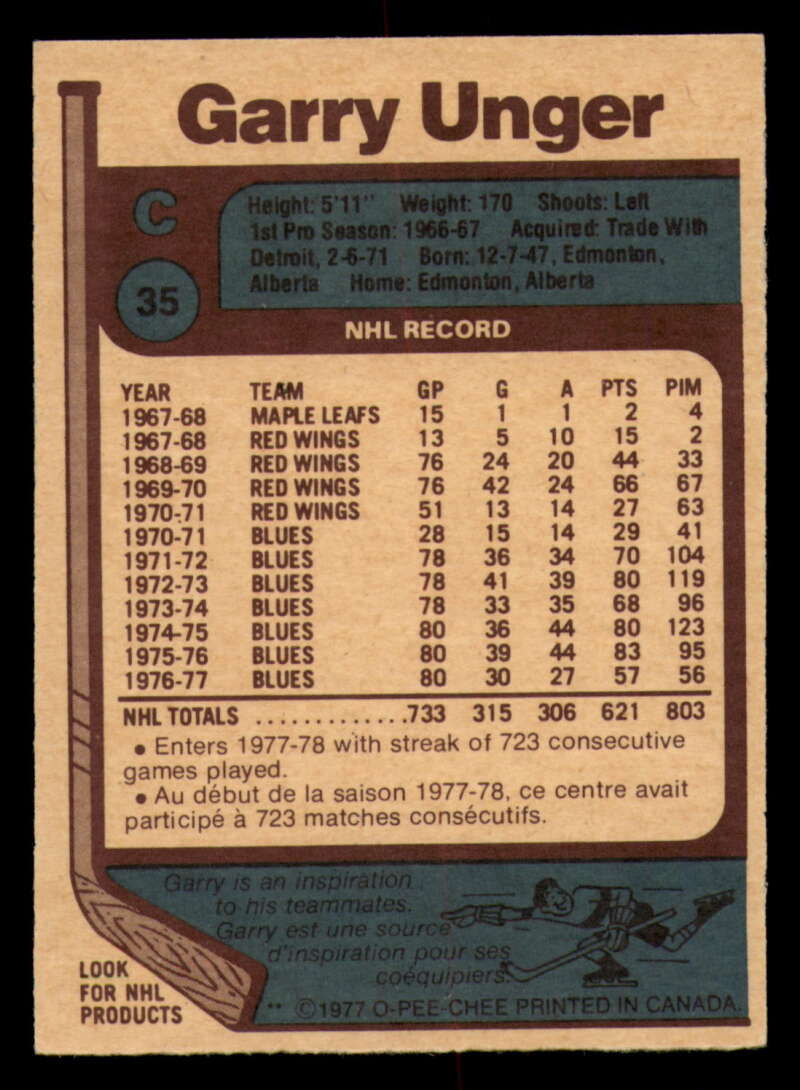 Garry Unger
C
Height: 5'11" Weight: 170 Shoots: Left
1st Pro Season: 1966-67 Acquired: Trade With
Detroit, 2-6-71 Born: 12-7-47, Edmonton,
Alberta Home: Edmonton, Alberta
35
NHL RECORD
YEAR TEAM GP G A PTS PIM
1967-68 MAPLE LEAFS 15 1 1 2 4
1967-68 RED WINGS 13 5 10 15 2
1968-69 RED WINGS 76 24 20 44 33
1969-70 RED WINGS 76 42 24 66 67
1970-71 RED WINGS 51 13 14 27 63
1970-71 BLUES 28 15 14 29 41
1971-72 BLUES 78 36 34 70 104
1972-73 BLUES 78 41 39 80 119
1973-74 BLUES 78 33 35 68 96
1974-75 BLUES 80 36 44 80 123
1975-76 BLUES 80 39 44 83 95
1976-77 BLUES 80 30 27 57 56
NHL TOTALS .............733 315 306 621 803
• Enters 1977-78 with streak of 723 consecutive
games played.
• Au début de la saison 1977-78, ce centre avait
participé à 723 matches consécutifs.
Garry is an inspiration
to his teammates.
Garry est une source
d'inspiration pour ses
coéquipiers.
LOOK
FOR NHL
PRODUCTS
** ©1977 O-PEE-CHEE PRINTED IN CANADA.